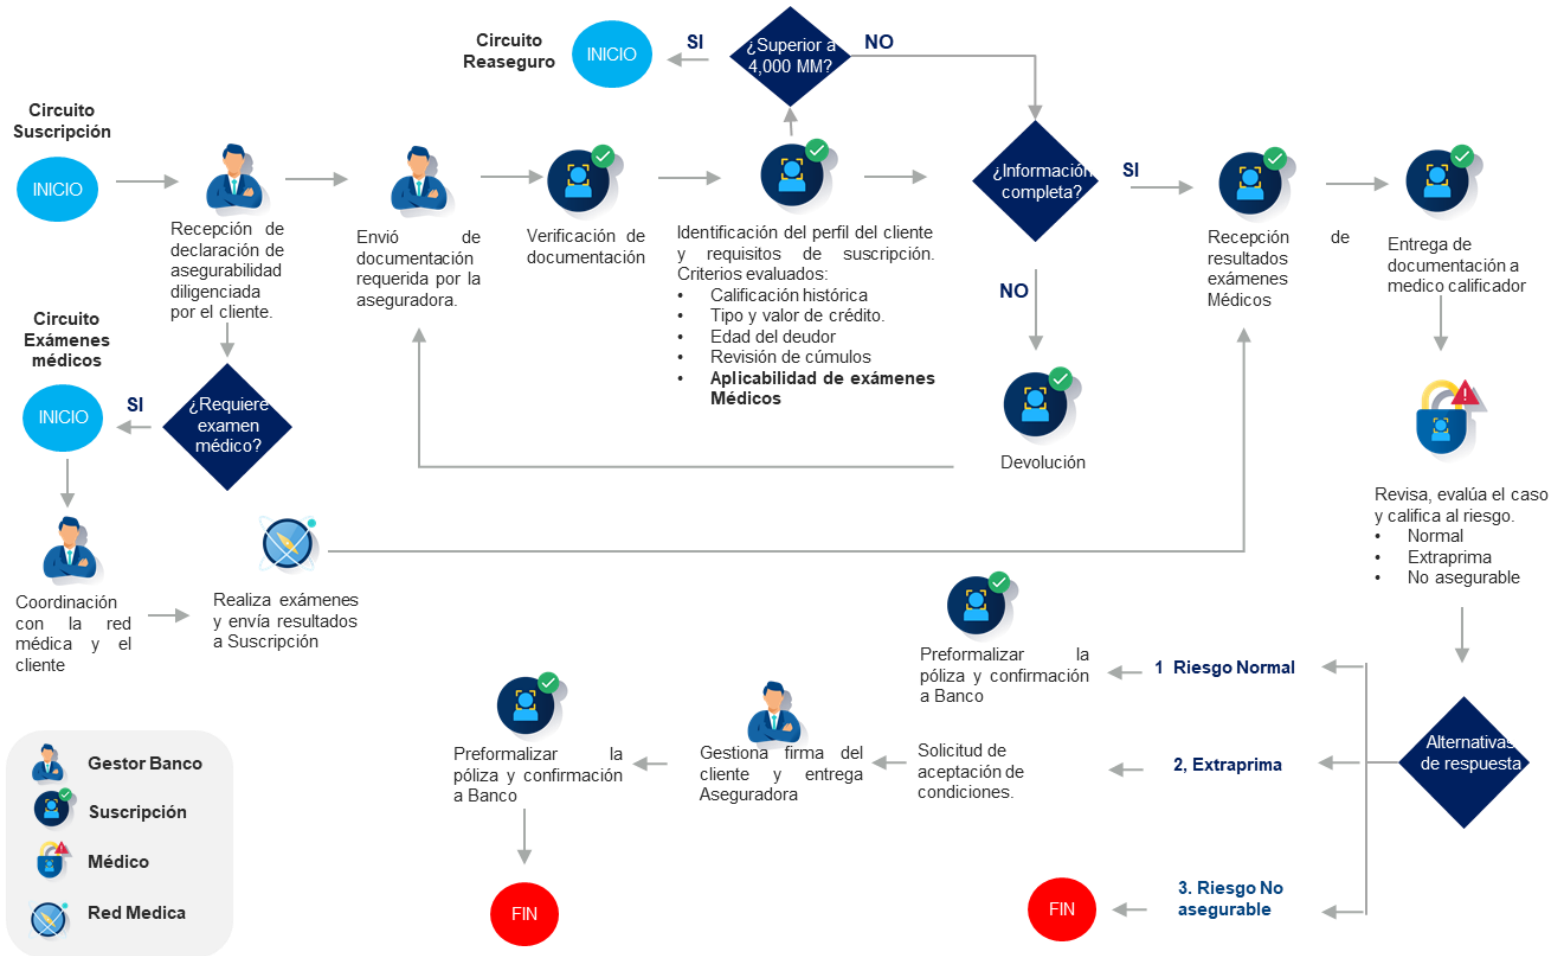 Circuito
Reaseguro
INICIO
SI
¿Superior a
4,000 MM?
NO
Circuito
Suscripción
INICIO
Recepción de
declaración de
asegurabilidad
diligenciada
por el cliente.
Envió de
documentación
requerida por la
aseguradora.
Verificación de
documentación
Identificación del perfil del cliente
y requisitos de suscripción.
Criterios evaluados:
• Calificación histórica
• Tipo y valor de crédito.
• Edad del deudor
• Revisión de cúmulos
• Aplicabilidad de exámenes
Médicos
¿Información
completa?
SI
NO
Devolución
Recepción de
resultados
exámenes
Médicos
Entrega de
documentación a
medico calificador
Circuito
Exámenes
médicos
INICIO
SI
¿Requiere
examen
médico?
Coordinación
con la red
médica y el
cliente
Realiza exámenes
y envía resultados
a Suscripción
Revisa, evalúa el caso
y califica al riesgo.
• Normal
• Extraprima
• No asegurable
Alternativas
de respuesta
1 Riesgo Normal
Preformalizar la
póliza y confirmación
a Banco
2, Extraprima
Solicitud de
aceptación de
condiciones.
Gestiona firma del
cliente y entrega
Aseguradora
Preformalizar la
póliza y confirmación
a Banco
FIN
3. Riesgo No
asegurable
FIN
Gestor Banco
Suscripción
Médico
Red Medica